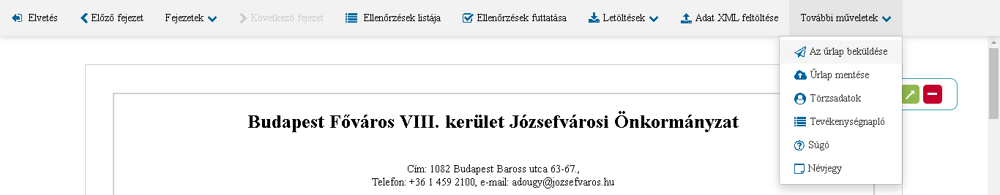 Elvetés Előző fejezet Fejezetek Következő fejezet Ellenőrzések listája Ellenőrzések futtatása Letöltések Adat XML feltöltése További műveletek
Az űrlap beküldése
Űrlap mentése
Törzsadatok
Tevékenységnapló
Súgó
Névjegy
Budapest Főváros VIII. kerület Józsefvárosi Önkormányzat
Cím: 1082 Budapest Baross utca 63-67.,
Telefon: +36 1 459 2100, e-mail: adougy@jozsefvaros.hu